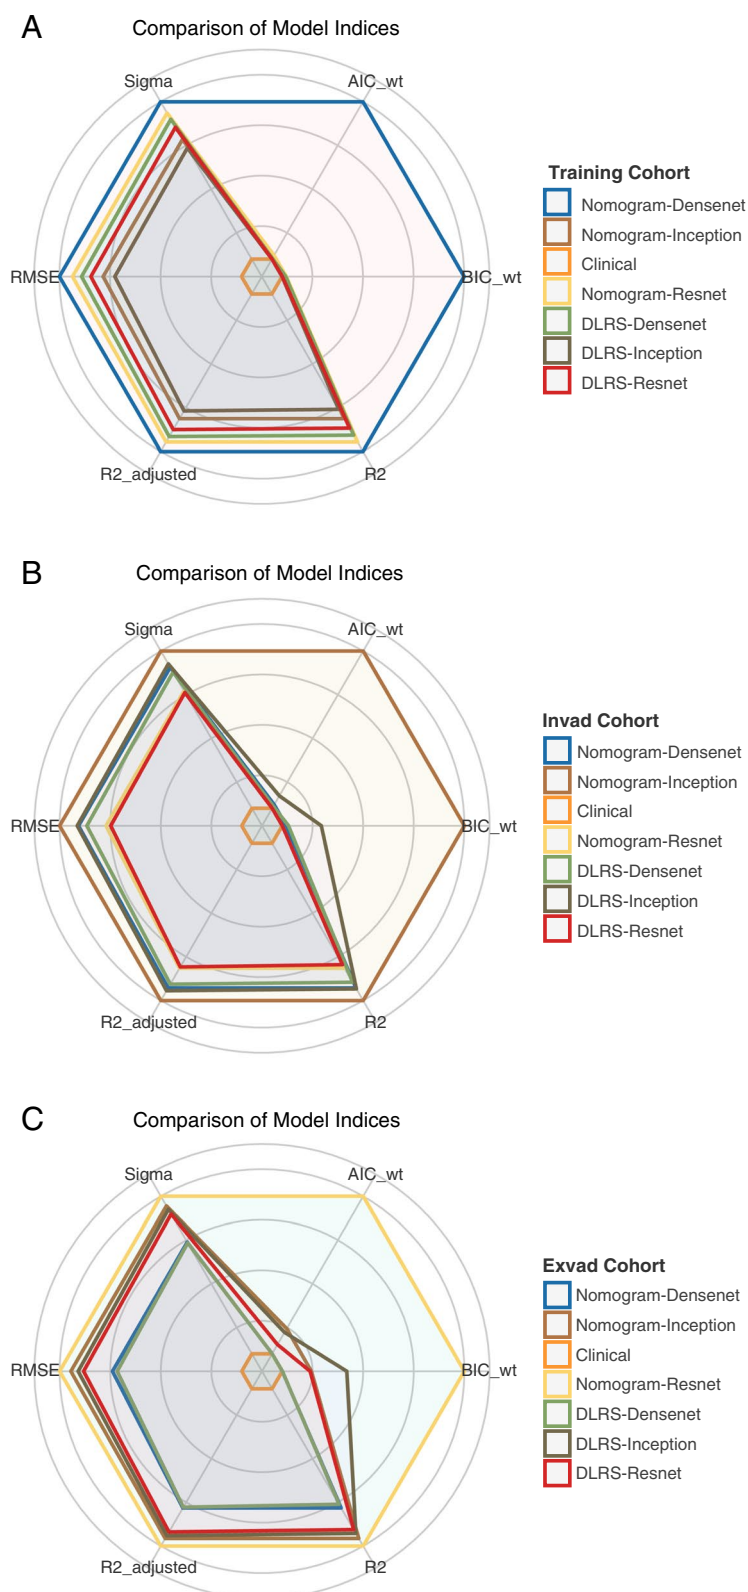 A
Comparison of Model Indices
Sigma
AIC_wt
RMSE
BIC_wt
R2_adjusted
R2
Training Cohort
Nomogram-Densenet
Nomogram-Inception
Clinical
Nomogram-Resnet
DLRS-Densenet
DLRS-Inception
DLRS-Resnet
B
Comparison of Model Indices
Sigma
AIC_wt
RMSE
BIC_wt
R2_adjusted
R2
Invad Cohort
Nomogram-Densenet
Nomogram-Inception
Clinical
Nomogram-Resnet
DLRS-Densenet
DLRS-Inception
DLRS-Resnet
C
Comparison of Model Indices
Sigma
AIC_wt
RMSE
BIC_wt
R2_adjusted
R2
Exvad Cohort
Nomogram-Densenet
Nomogram-Inception
Clinical
Nomogram-Resnet
DLRS-Densenet
DLRS-Inception
DLRS-Resnet